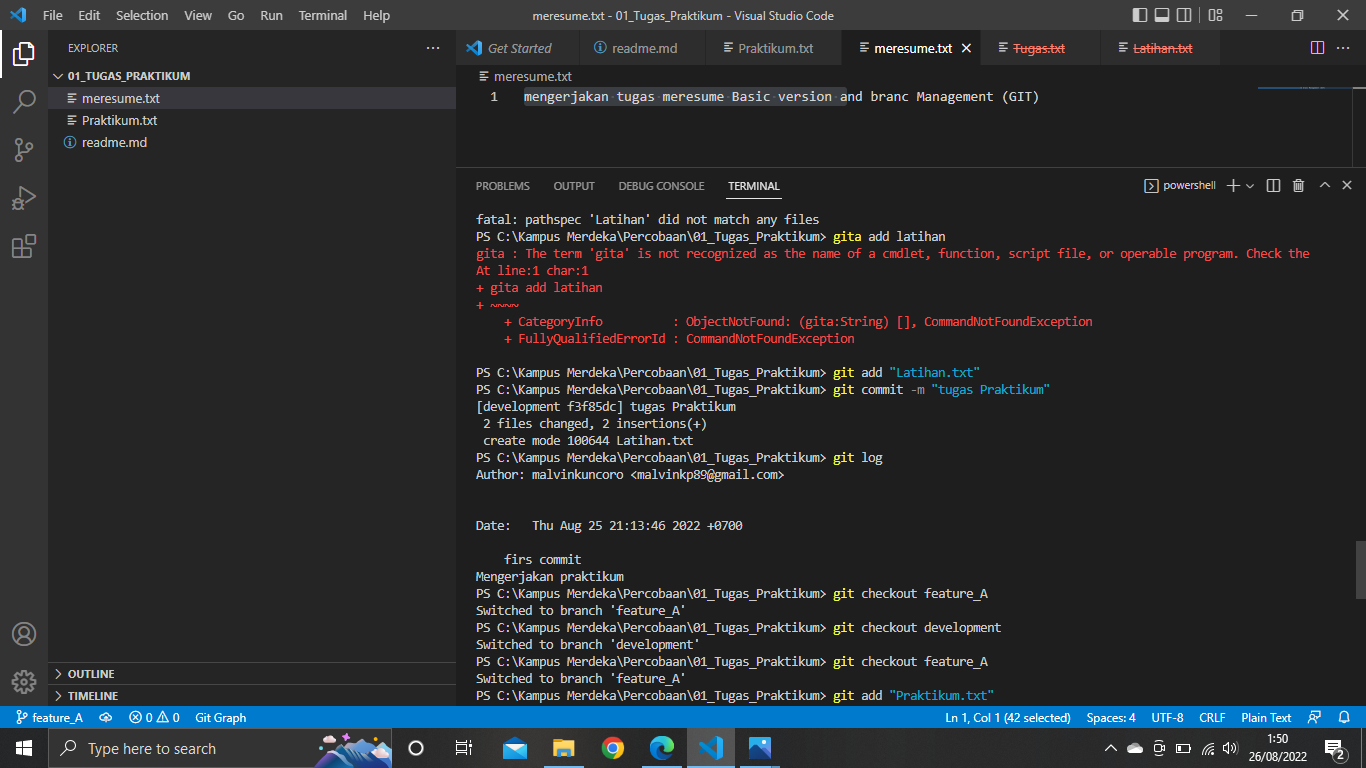 File Edit Selection View Go Run Terminal Help
meresume.txt - 01_Tugas_Praktikum - Visual Studio Code
EXPLORER
01_TUGAS_PRAKTIKUM
meresume.txt
Praktikum.txt
readme.md
OUTLINE
TIMELINE
Get Started readme.md Praktikum.txt meresume.txt Tugas.txt Latihan.txt
meresume.txt
1 mengerjakan tugas meresume Basic version and branc Management (GIT)
PROBLEMS OUTPUT DEBUG CONSOLE TERMINAL powershell
fatal: pathspec 'Latihan' did not match any files
PS C:\Kampus Merdeka\Percobaan\01_Tugas_Praktikum> gita add latihan
gita : The term 'gita' is not recognized as the name of a cmdlet, function, script file, or operable program. Check the
At line:1 char:1
+ gita add latihan
+ ~~~~
+ CategoryInfo : ObjectNotFound: (gita:String) [], CommandNotFoundException
+ FullyQualifiedErrorId : CommandNotFoundException
PS C:\Kampus Merdeka\Percobaan\01_Tugas_Praktikum> git add "Latihan.txt"
PS C:\Kampus Merdeka\Percobaan\01_Tugas_Praktikum> git commit -m "tugas Praktikum"
[development f3f85dc] tugas Praktikum
2 files changed, 2 insertions(+)
create mode 100644 Latihan.txt
PS C:\Kampus Merdeka\Percobaan\01_Tugas_Praktikum> git log
Author: malvinkuncoro <malvinkp89@gmail.com>
Date: Thu Aug 25 21:13:46 2022 +0700
firs commit
Mengerjakan praktikum
PS C:\Kampus Merdeka\Percobaan\01_Tugas_Praktikum> git checkout feature_A
Switched to branch 'feature_A'
PS C:\Kampus Merdeka\Percobaan\01_Tugas_Praktikum> git checkout development
Switched to branch 'development'
PS C:\Kampus Merdeka\Percobaan\01_Tugas_Praktikum> git checkout feature_A
Switched to branch 'feature_A'
PS C:\Kampus Merdeka\Percobaan\01_Tugas_Praktikum> git add "Praktikum.txt"
feature_A 0 0 Git Graph Ln 1, Col 1 (42 selected) Spaces: 4 UTF-8 CRLF Plain Text
Type here to search
1:50
26/08/2022
2